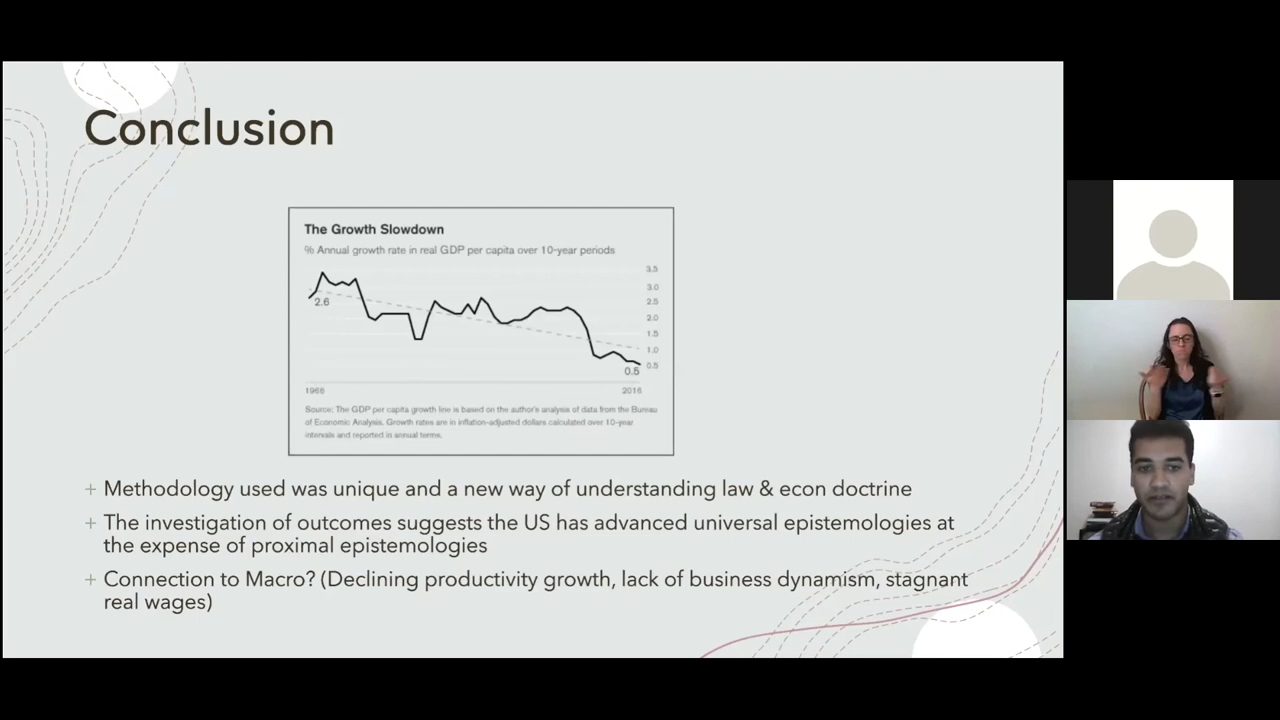 Conclusion
The Growth Slowdown
% Annual growth rate in real GDP per capita over 10-year periods
3.5
3.0
2.5
2.0
1.5
1.0
0.5
2.6
0.5
1966
2016
Source: The GDP per capita growth line is based on the author's analysis of data from the Bureau
of Economic Analysis. Growth rates are in inflation-adjusted dollars calculated over 10-year
intervals and reported in annual terms.
+ Methodology used was unique and a new way of understanding law & econ doctrine
+ The investigation of outcomes suggests the US has advanced universal epistemologies at
the expense of proximal epistemologies
+ Connection to Macro? (Declining productivity growth, lack of business dynamism, stagnant
real wages)